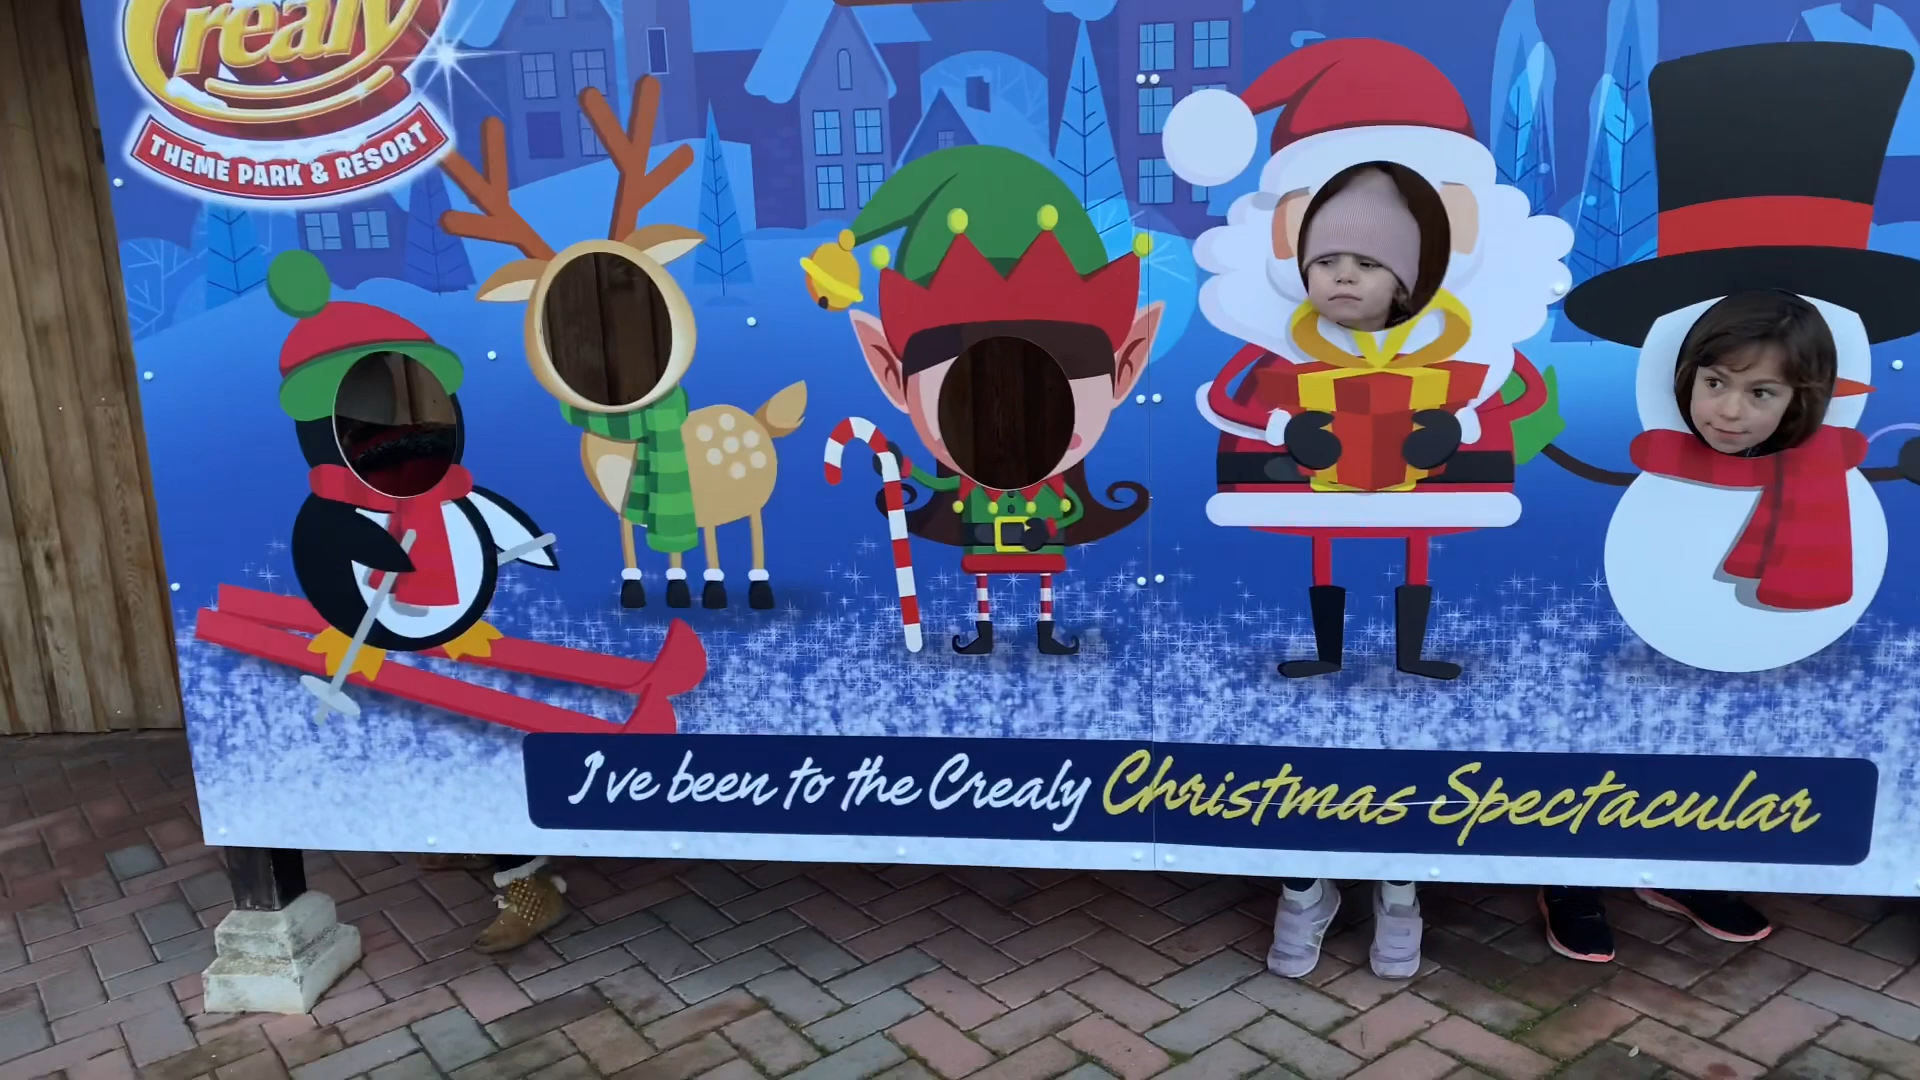 Crealy
THEME PARK & RESORT
I've been to the Crealy Christmas Spectacular